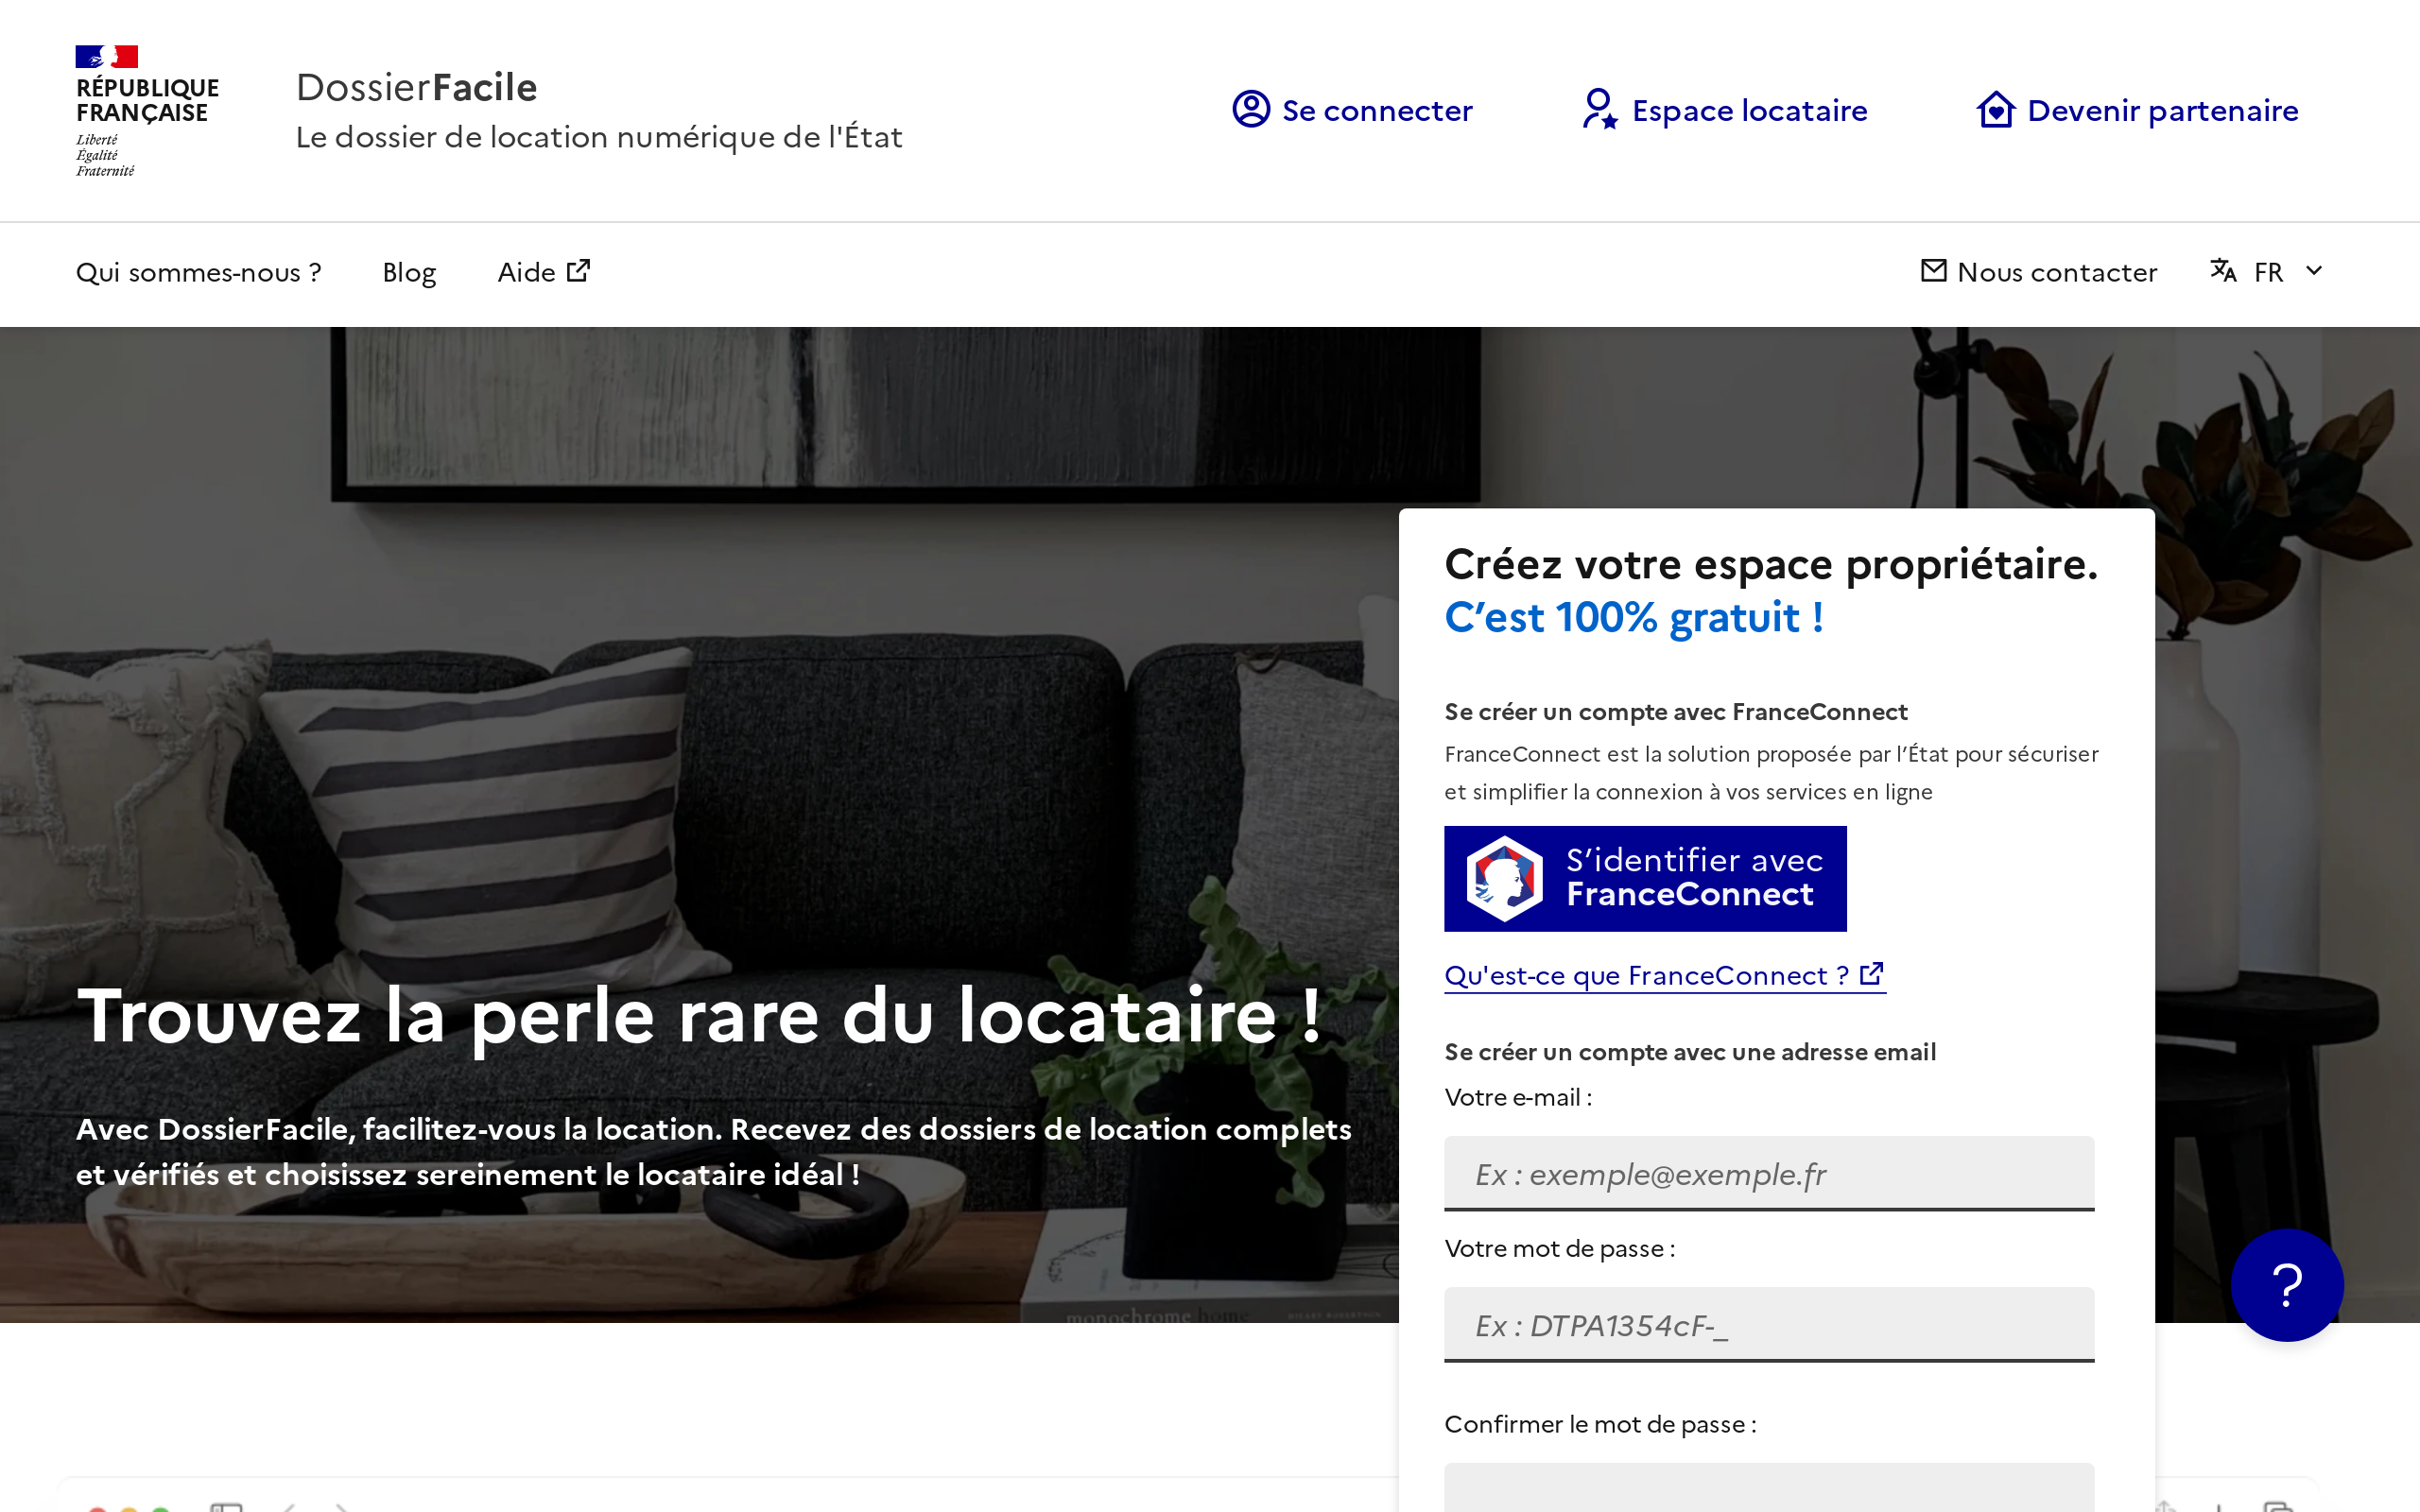 RÉPUBLIQUE
FRANÇAISE
Liberté
Égalité
Fraternité
DossierFacile
Le dossier de location numérique de l'État
Se connecter
Espace locataire
Devenir partenaire
Qui sommes-nous ?
Blog
Aide
Nous contacter
FR
Trouvez la perle rare du locataire !
Avec DossierFacile, facilitez-vous la location. Recevez des dossiers de location complets
et vérifiés et choisissez sereinement le locataire idéal !
monochrome home
HILARY ROBERTSON
Créez votre espace propriétaire.
C’est 100% gratuit !
Se créer un compte avec FranceConnect
FranceConnect est la solution proposée par l’État pour sécuriser
et simplifier la connexion à vos services en ligne
S’identifier avec
FranceConnect
Qu'est-ce que FranceConnect ?
Se créer un compte avec une adresse email
Votre e-mail :
Ex : exemple@exemple.fr
Votre mot de passe :
Ex : DTPA1354cF-_
Confirmer le mot de passe :
?